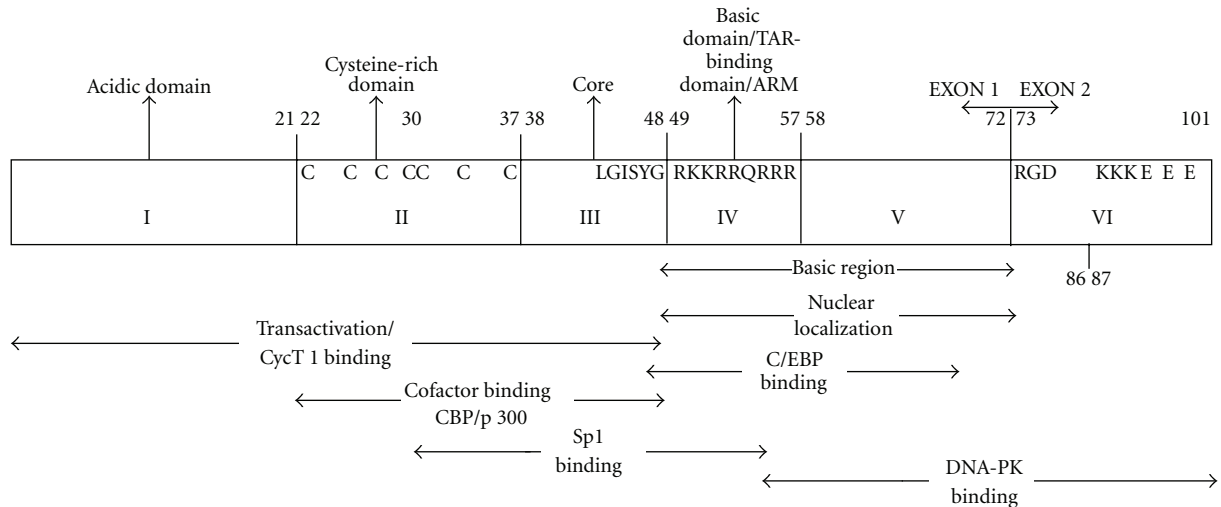 Acidic domain
Cysteine-rich
domain
Core
Basic
domain/TAR-
binding
domain/ARM
EXON 1 EXON 2
21 22 30 37 38 48 49 57 58 72 73 101
C C C CC C C LGISYG RKKRRQRRR RGD KKK E E E
I II III IV V VI
86 87
Basic region
Nuclear
localization
Transactivation/
CycT 1 binding
C/EBP
binding
Cofactor binding
CBP/p 300
Sp1
binding
DNA-PK
binding